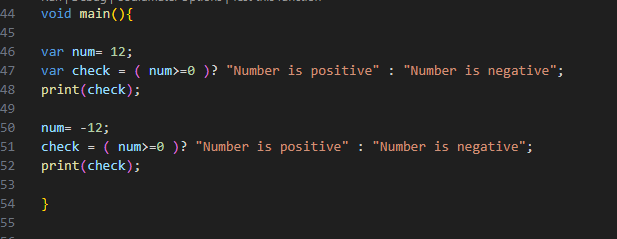 44 void main(){
45
46 var num= 12;
47 var check = ( num>=0 )? "Number is positive" : "Number is negative";
48 print(check);
49
50 num= -12;
51 check = ( num>=0 )? "Number is positive" : "Number is negative";
52 print(check);
53
54 }
55